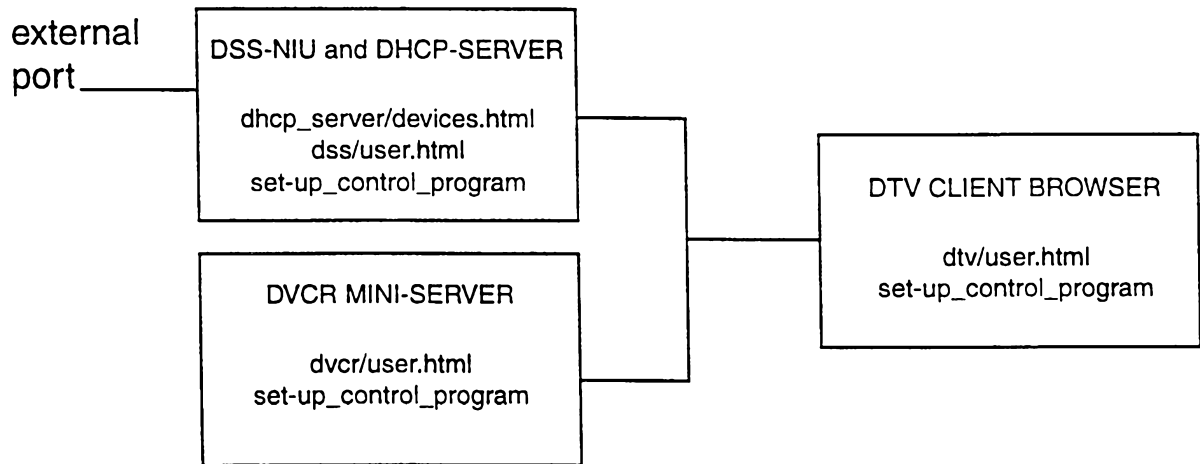 external
port
DSS-NIU and DHCP-SERVER
dhcp_server/devices.html
dss/user.html
set-up_control_program
DVCR MINI-SERVER
dvcr/user.html
set-up_control_program
DTV CLIENT BROWSER
dtv/user.html
set-up_control_program